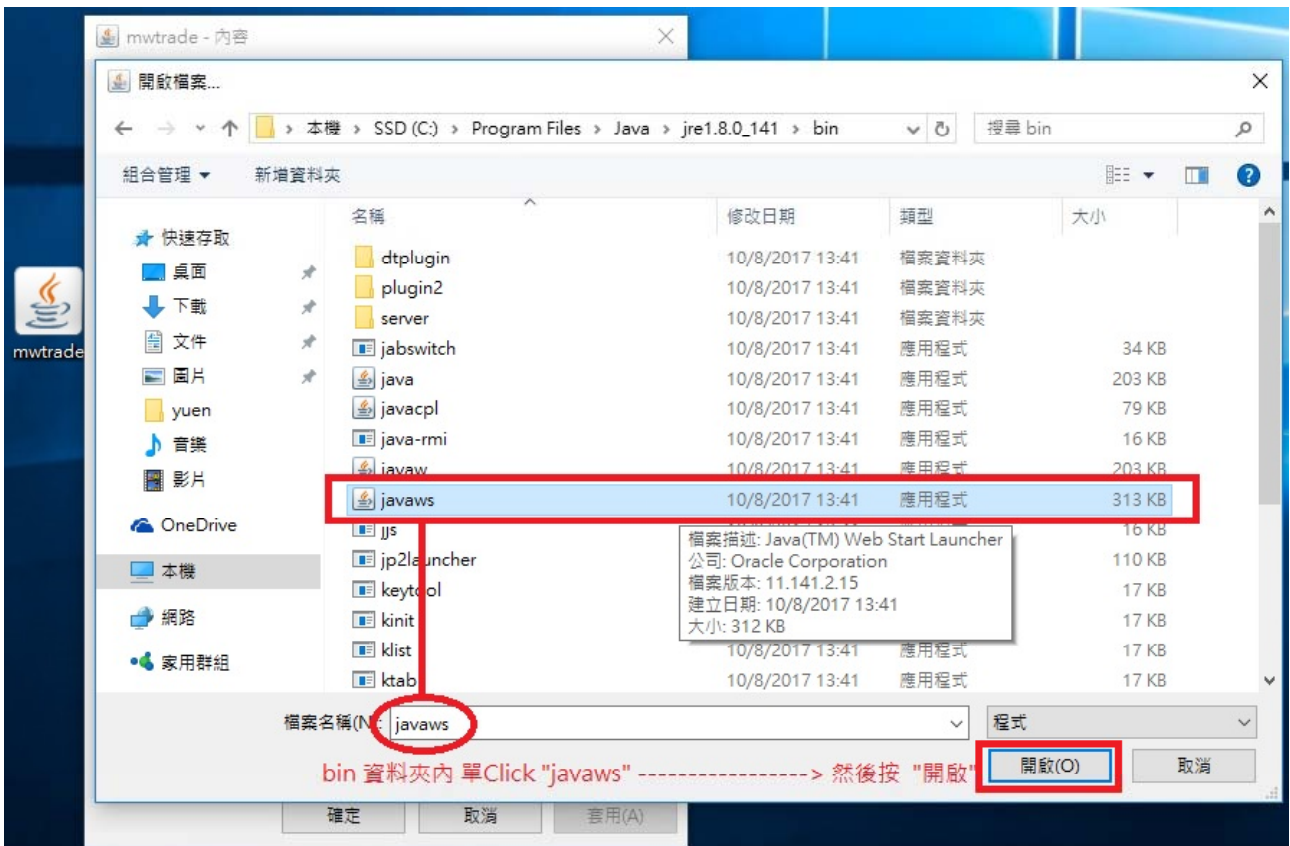 mwtrade - 內容
開啟檔案...
本機 › SSD (C:) › Program Files › Java › jre1.8.0_141 › bin
搜尋 bin
組合管理
新增資料夾
名稱 修改日期 類型 大小
快速存取
桌面
下載
文件
圖片
yuen
音樂
影片
OneDrive
本機
網路
家用群組
mwtrade
dtplugin 10/8/2017 13:41 檔案資料夾
plugin2 10/8/2017 13:41 檔案資料夾
server 10/8/2017 13:41 檔案資料夾
jabswitch 10/8/2017 13:41 應用程式 34 KB
java 10/8/2017 13:41 應用程式 203 KB
javacpl 10/8/2017 13:41 應用程式 79 KB
java-rmi 10/8/2017 13:41 應用程式 16 KB
javaw 10/8/2017 13:41 應用程式 203 KB
javaws 10/8/2017 13:41 應用程式 313 KB
jjs 16 KB
jp2launcher 110 KB
keytool 17 KB
kinit 17 KB
klist 10/8/2017 13:41 應用程式 17 KB
ktab 10/8/2017 13:41 應用程式 17 KB
檔案描述: Java(TM) Web Start Launcher
公司: Oracle Corporation
檔案版本: 11.141.2.15
建立日期: 10/8/2017 13:41
大小: 312 KB
檔案名稱(N): javaws
程式
bin 資料夾內 單Click "javaws" -----------------> 然後按 "開啟"
開啟(O)
取消
確定
取消
套用(A)